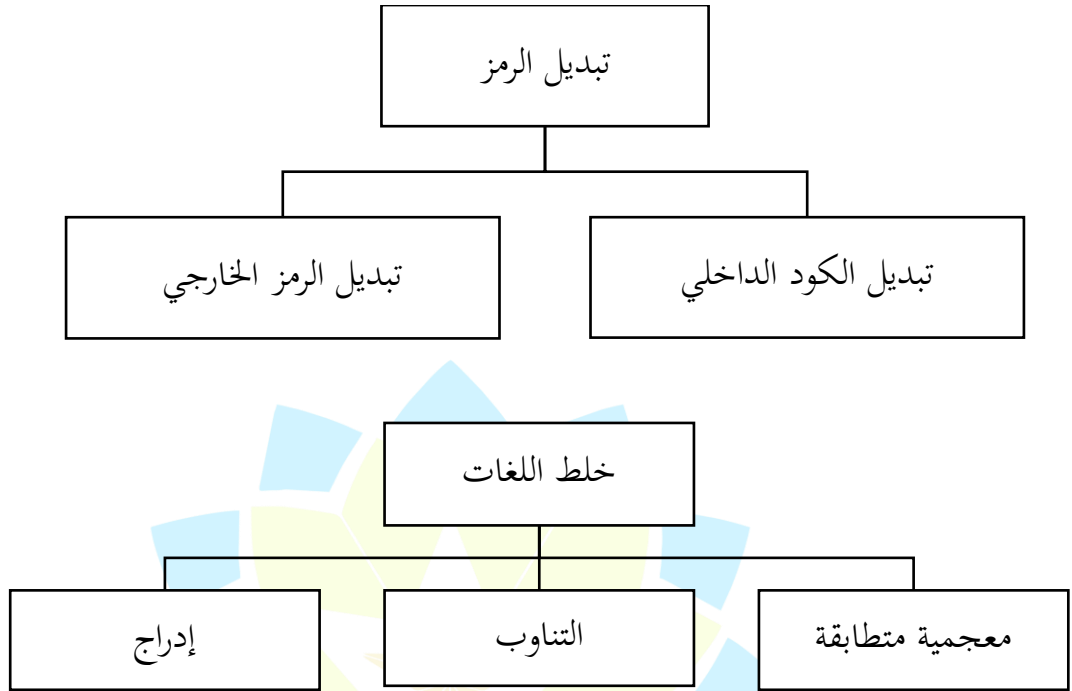 تبديل الرمز
تبديل الكود الداخلي
تبديل الرمز الخارجي
خلط اللغات
معجمية متطابقة
التناوب
إدراج